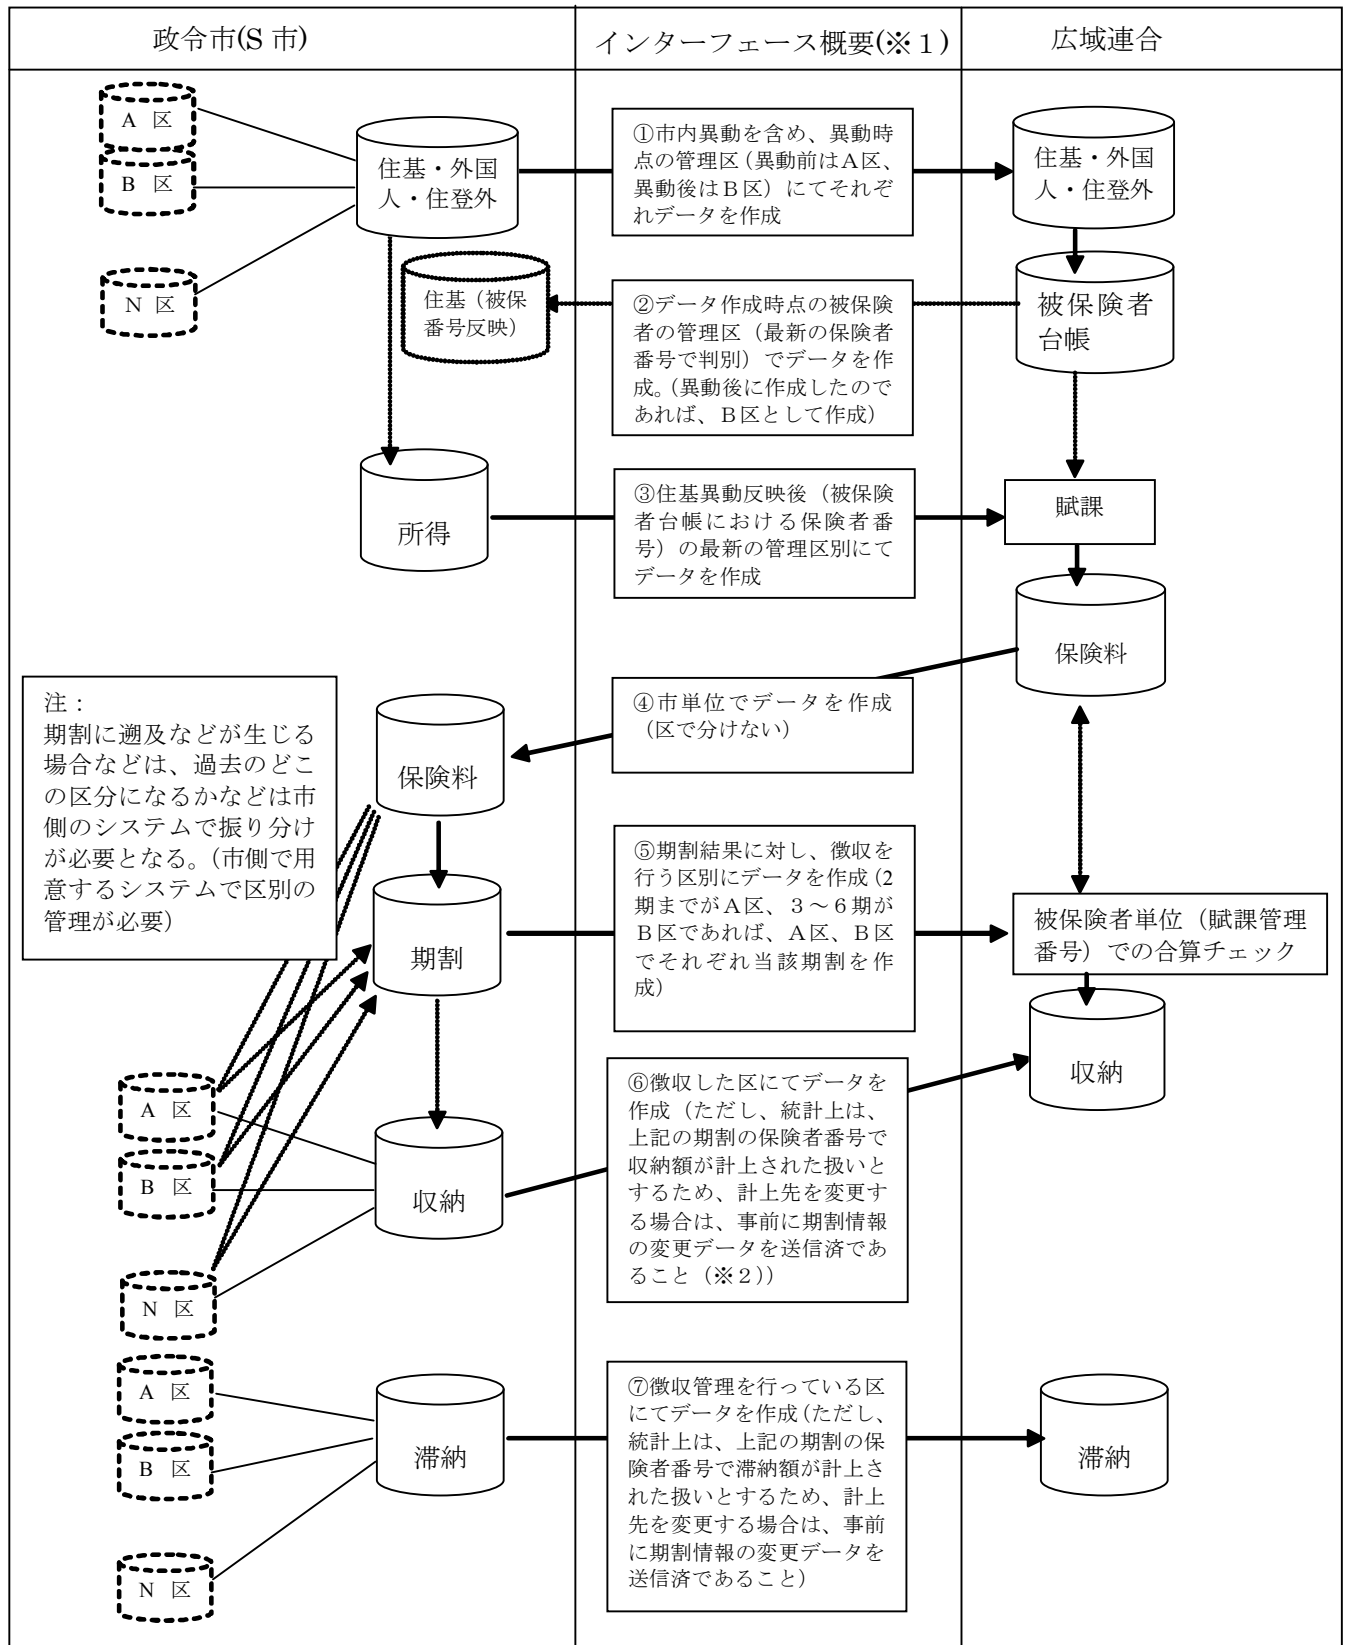 政令市(S 市)
インターフェース概要(※１)
広域連合
A 区
B 区
N 区
住基・外国
人・住登外
①市内異動を含め、異動時
点の管理区（異動前はＡ区、
異動後はＢ区）にてそれぞ
れデータを作成
住基・外国
人・住登外
住基（被保
番号反映）
②データ作成時点の被保険
者の管理区（最新の保険者
番号で判別）でデータを作
成。（異動後に作成したので
あれば、Ｂ区として作成）
被保険者
台帳
所得
③住基異動反映後（被保険
者台帳における保険者番
号）の最新の管理区別にて
データを作成
賦課
保険料
④市単位でデータを作成
（区で分けない）
保険料
注：
期割に遡及などが生じる
場合などは、過去のどこ
の区分になるかなどは市
側のシステムで振り分け
が必要となる。（市側で用
意するシステムで区別の
管理が必要）
期割
⑤期割結果に対し、徴収を
行う区別にデータを作成（2
期までがＡ区、３～６期が
Ｂ区であれば、Ａ区、Ｂ区
でそれぞれ当該期割を作
成）
被保険者単位（賦課管理
番号）での合算チェック
収納
A 区
B 区
N 区
収納
⑥徴収した区にてデータを
作成（ただし、統計上は、
上記の期割の保険者番号で
収納額が計上された扱いと
するため、計上先を変更す
る場合は、事前に期割情報
の変更データを送信済であ
ること（※２））
A 区
B 区
N 区
滞納
⑦徴収管理を行っている区
にてデータを作成（ただし、
統計上は、上記の期割の保
険者番号で滞納額が計上さ
れた扱いとするため、計上
先を変更する場合は、事前
に期割情報の変更データを
送信済であること）
滞納